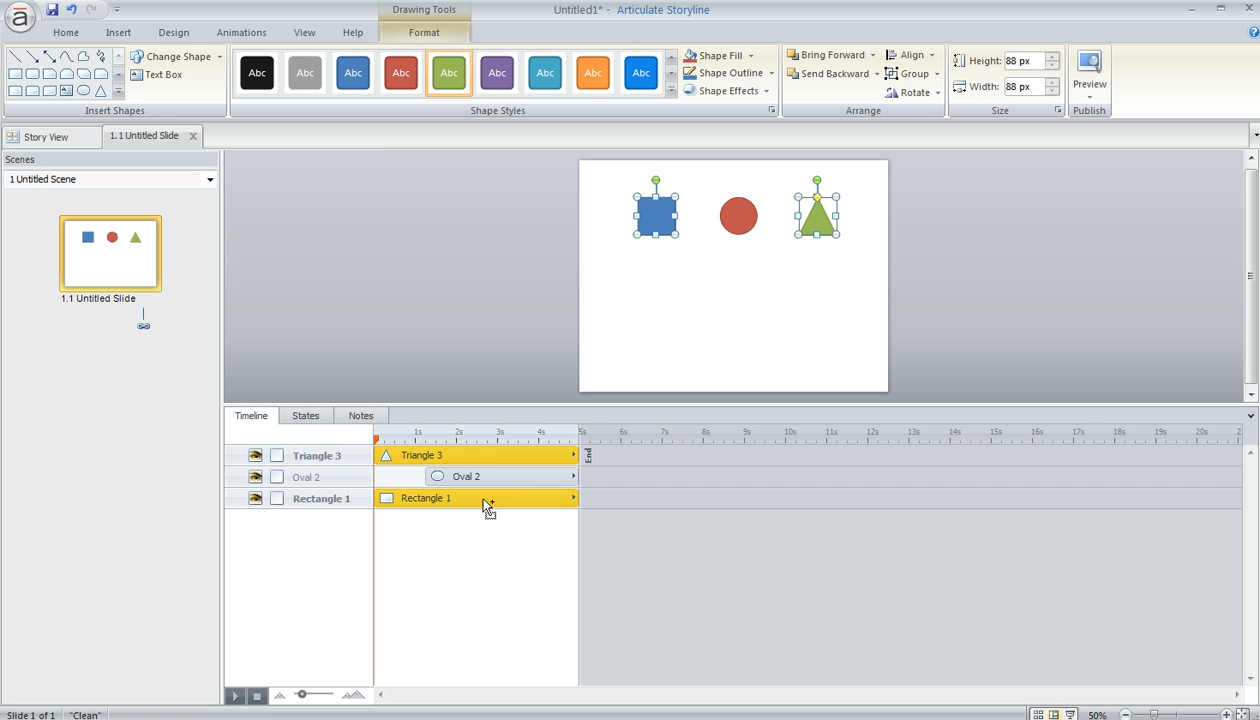 Drawing Tools
Untitled1* - Articulate Storyline
Home Insert Design Animations View Help Format
Change Shape
Text Box
Insert Shapes
Abc Abc Abc Abc Abc Abc Abc Abc Abc
Shape Fill
Shape Outline
Shape Effects
Shape Styles
Bring Forward
Send Backward
Align
Group
Rotate
Arrange
Height: 88 px
Width: 88 px
Size
Preview
Publish
Story View
1.1 Untitled Slide
Scenes
1 Untitled Scene
1.1 Untitled Slide
Timeline States Notes
1s 2s 3s 4s 5s 6s 7s 8s 9s 10s 11s 12s 13s 14s 15s 16s 17s 18s 19s 20s 2
Triangle 3 Triangle 3 End
Oval 2 Oval 2
Rectangle 1 Rectangle 1
Slide 1 of 1 "Clean" 50%